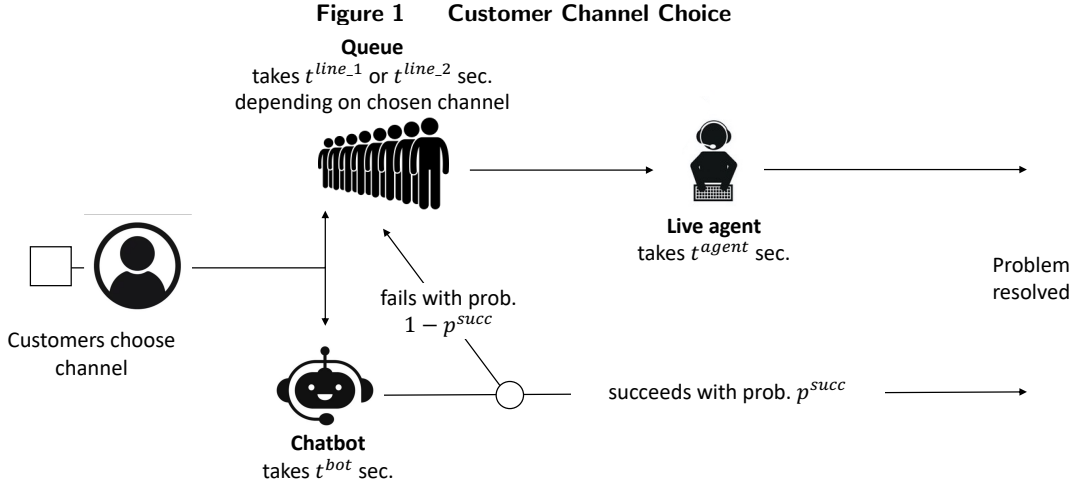 Figure 1 Customer Channel Choice
Queue
takes t^{line_1} or t^{line_2} sec.
depending on chosen channel
Live agent
takes t^{agent} sec.
Problem
resolved
fails with prob.
1 − p^{succ}
Customers choose
channel
succeeds with prob. p^{succ}
Chatbot
takes t^{bot} sec.